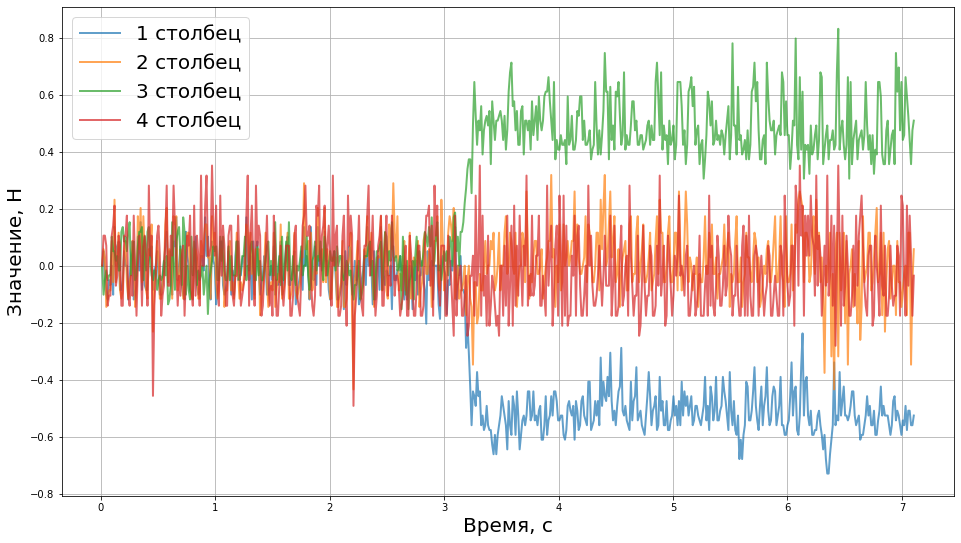 1 столбец
2 столбец
3 столбец
4 столбец
Значение, Н
0.8
0.6
0.4
0.2
0.0
−0.2
−0.4
−0.6
−0.8
0 1 2 3 4 5 6 7
Время, с